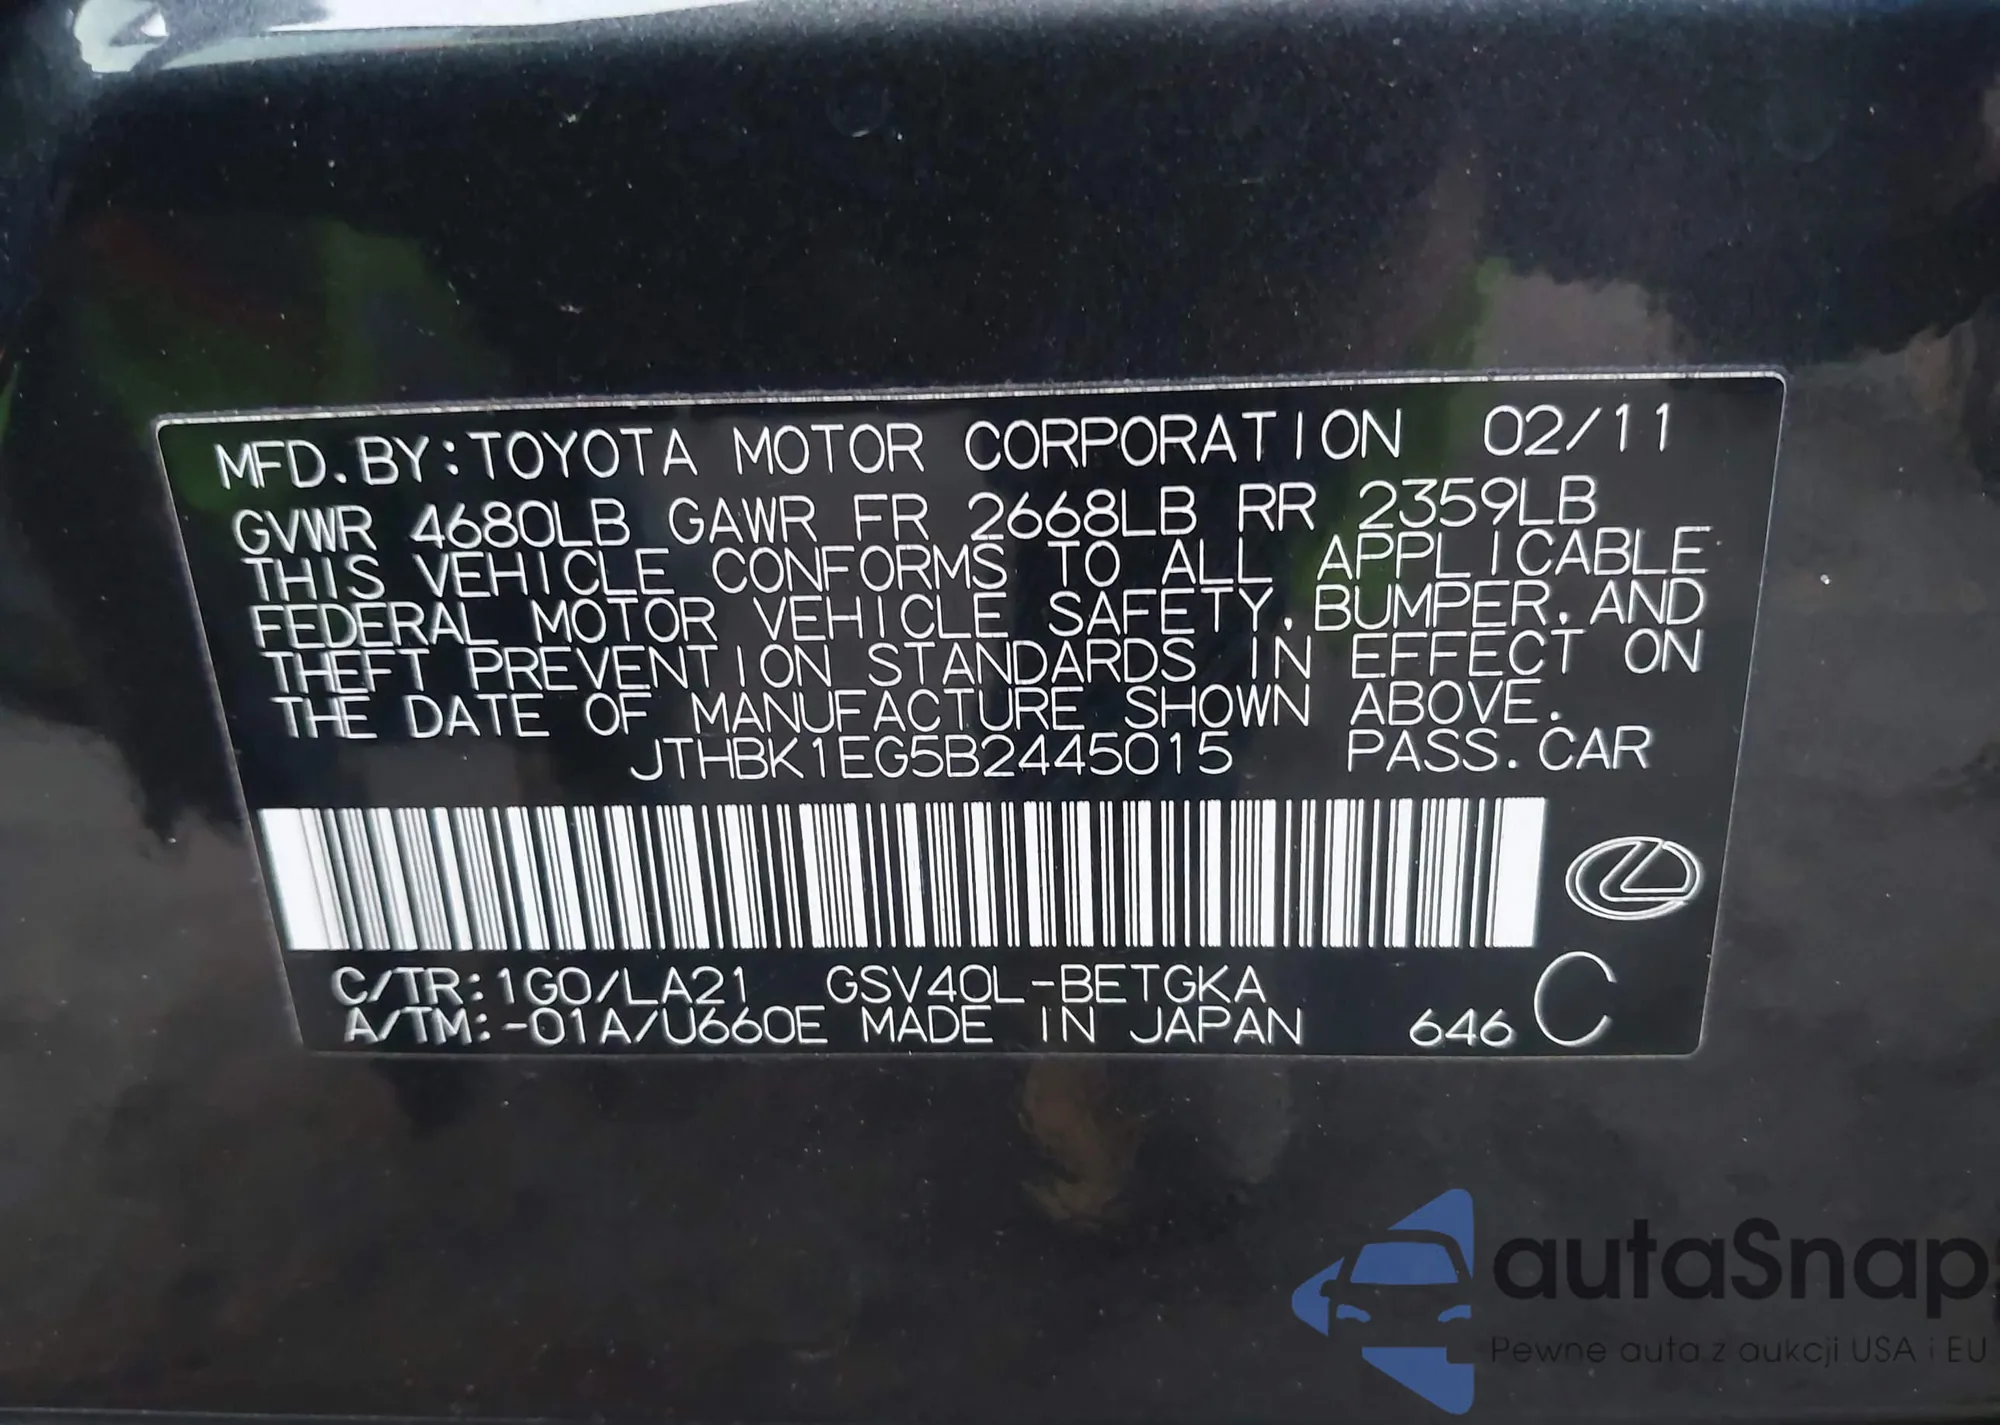 MFD.BY:TOYOTA MOTOR CORPORATION 02/11
GVWR 4680LB GAWR FR 2668LB RR 2359LB
THIS VEHICLE CONFORMS TO ALL APPLICABLE
FEDERAL MOTOR VEHICLE SAFETY,BUMPER,AND
THEFT PREVENTION STANDARDS IN EFFECT ON
THE DATE OF MANUFACTURE SHOWN ABOVE.
JTHBK1EG5B2445015 PASS.CAR
C/TR:1G0/LA21 GSV40L-BETGKA
A/TM:-01A/U660E MADE IN JAPAN 646 C
autaSnap
Pewne auta z aukcji USA i EU